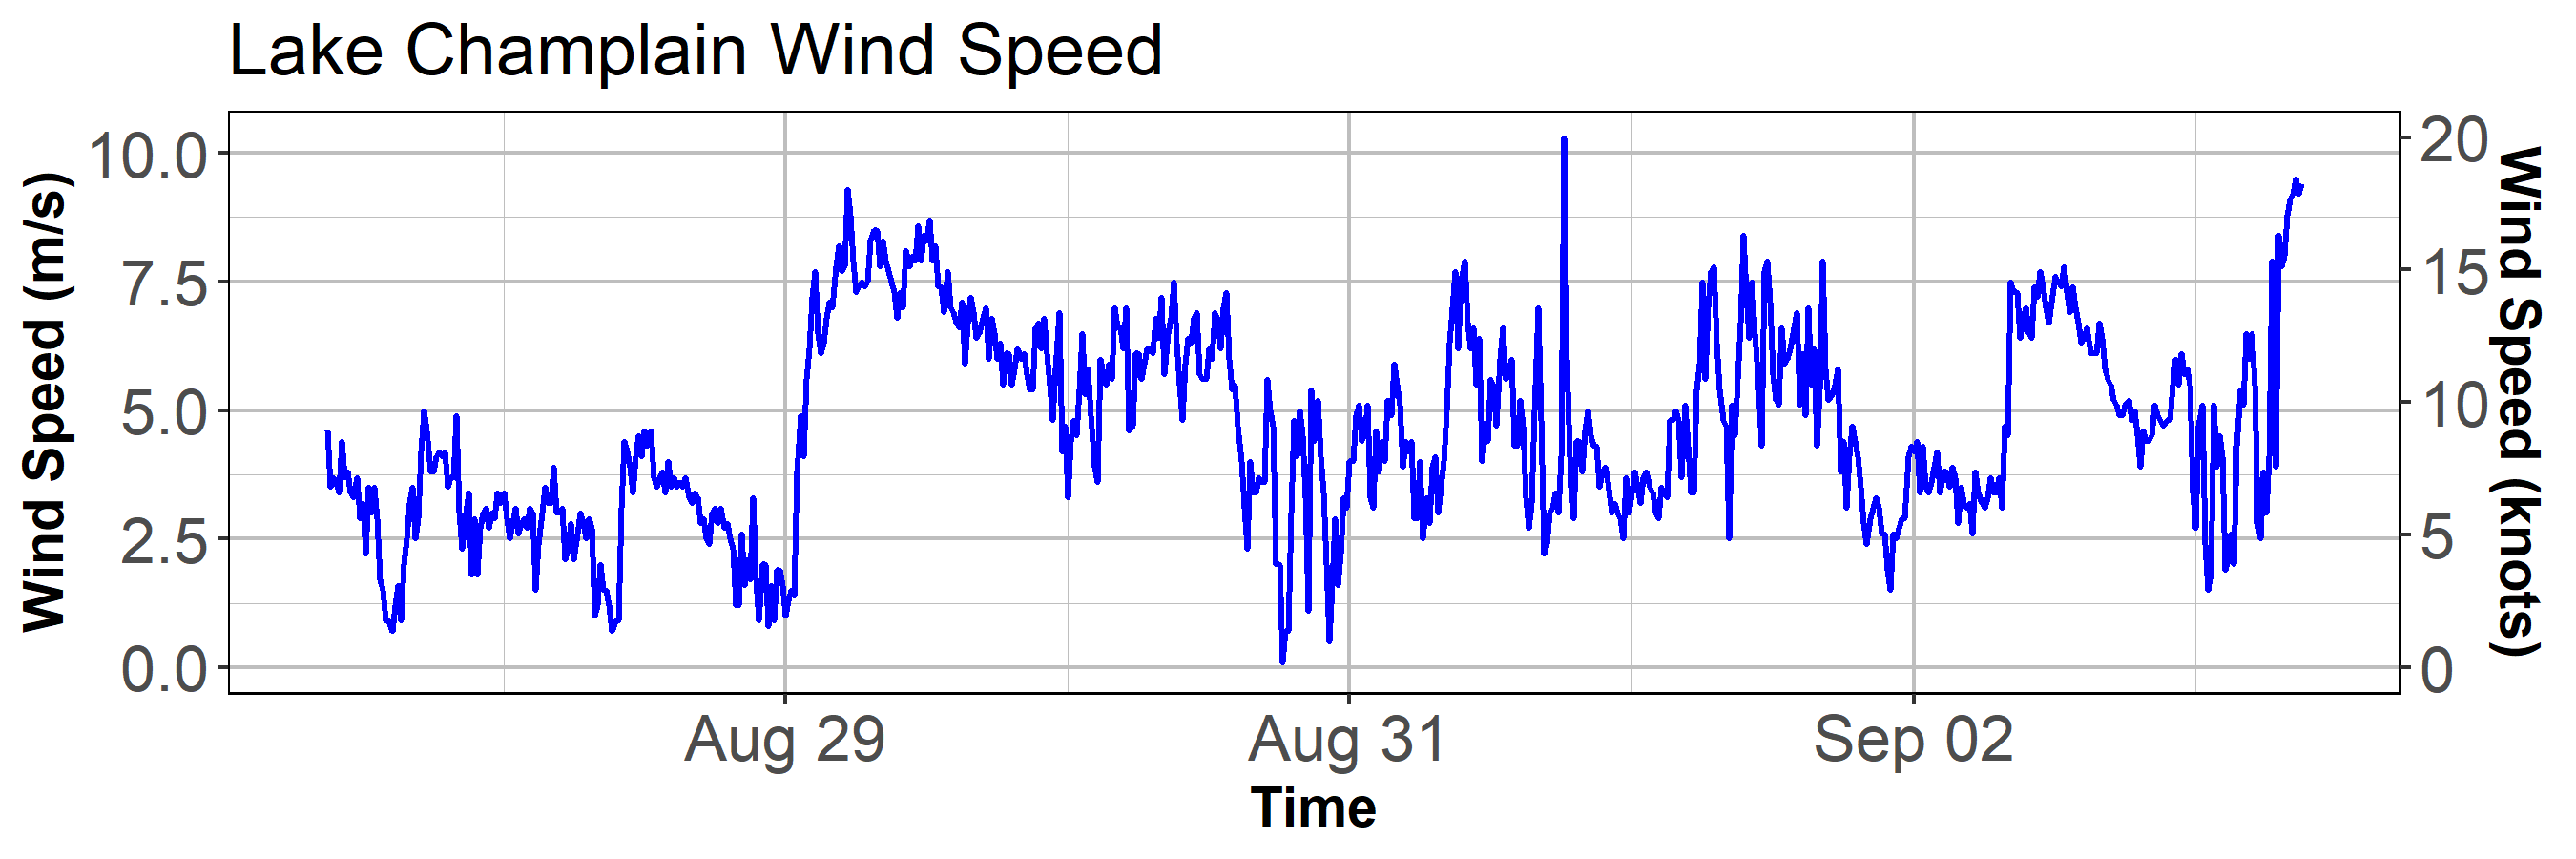 Lake Champlain Wind Speed
Wind Speed (m/s)
10.0
7.5
5.0
2.5
0.0
20
15
10
5
0
Wind Speed (knots)
Aug 29
Aug 31
Sep 02
Time